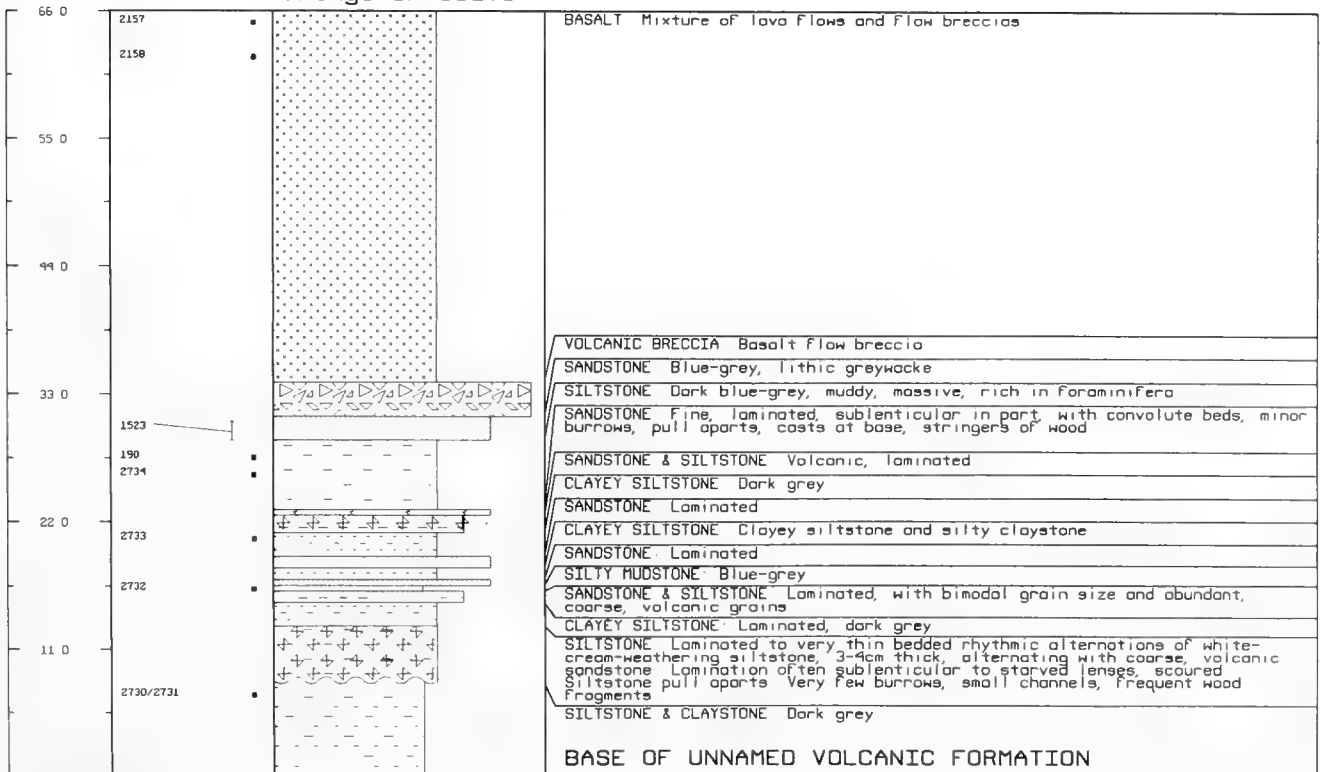 66 0
2157
BASALT Mixture of lava flows and flow breccias
2158
55 0
44 0
VOLCANIC BRECCIA Basalt flow breccia
SANDSTONE Blue-grey, lithic greywacke
SILTSTONE Dark blue-grey, muddy, massive, rich in foraminifera
33 0
SANDSTONE Fine, laminated, sublenticular in part, with convolute beds, minor
burrows, pull aparts, casts at base, stringers of wood
1523
190
SANDSTONE & SILTSTONE Volcanic, laminated
2734
CLAYEY SILTSTONE Dark grey
SANDSTONE Laminated
22 0
CLAYEY SILTSTONE Clayey siltstone and silty claystone
2733
SANDSTONE Laminated
SILTY MUDSTONE Blue-grey
2732
SANDSTONE & SILTSTONE Laminated, with bimodal grain size and abundant,
coarse, volcanic grains
CLAYEY SILTSTONE Laminated, dark grey
11 0
SILTSTONE Laminated to very thin bedded rhythmic alternations of white-
cream-weathering siltstone, 3-4cm thick, alternating with coarse, volcanic
sandstone Lamination often sublenticular to starved lenses, scoured
Siltstone pull aparts Very few burrows, small channels, frequent wood
fragments
2730/2731
SILTSTONE & CLAYSTONE Dark grey
BASE OF UNNAMED VOLCANIC FORMATION